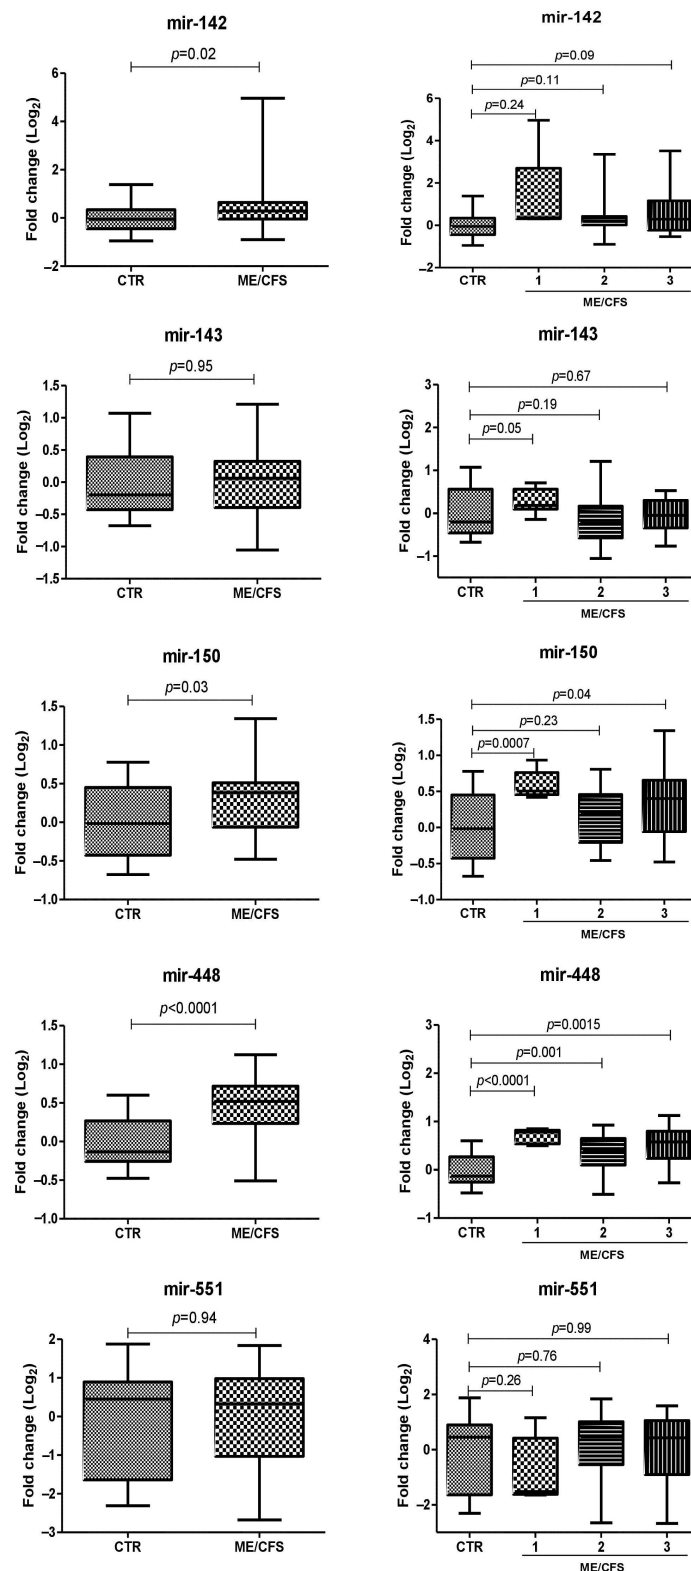 mir-142
p=0.02
Fold change (Log2)
6
4
2
0
–2
CTR
ME/CFS
mir-142
p=0.09
p=0.11
p=0.24
Fold change (Log2)
6
4
2
0
–2
CTR
1
2
3
ME/CFS
mir-143
p=0.95
Fold change (Log2)
1.5
1.0
0.5
0.0
–0.5
–1.0
–1.5
CTR
ME/CFS
mir-143
p=0.67
p=0.19
p=0.05
Fold change (Log2)
3
2
1
0
–1
CTR
1
2
3
ME/CFS
mir-150
p=0.03
Fold change (Log2)
1.5
1.0
0.5
0.0
–0.5
–1.0
CTR
ME/CFS
mir-150
p=0.04
p=0.23
p=0.0007
Fold change (Log2)
1.5
1.0
0.5
0.0
–0.5
–1.0
CTR
1
2
3
ME/CFS
mir-448
p<0.0001
Fold change (Log2)
1.5
1.0
0.5
0.0
–0.5
–1.0
CTR
ME/CFS
mir-448
p=0.0015
p=0.001
p<0.0001
Fold change (Log2)
3
2
1
0
–1
CTR
1
2
3
ME/CFS
mir-551
p=0.94
Fold change (Log2)
2
1
0
–1
–2
–3
CTR
ME/CFS
mir-551
p=0.99
p=0.76
p=0.26
Fold change (Log2)
4
2
0
–2
CTR
1
2
3
ME/CFS